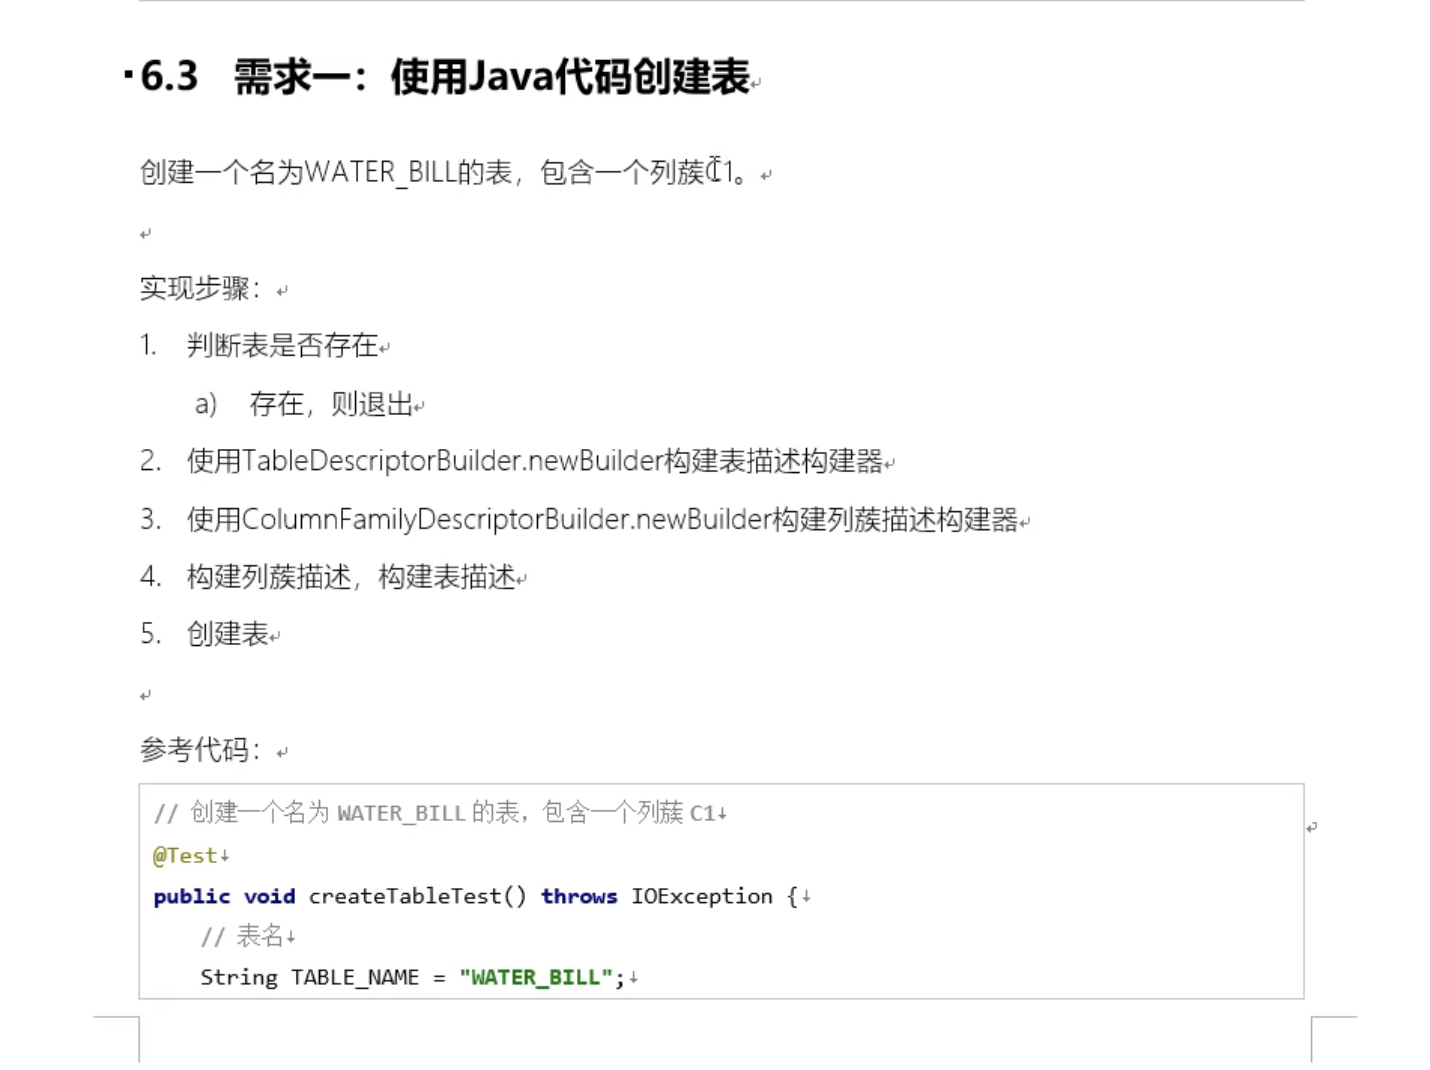 6.3 需求一：使用Java代码创建表
创建一个名为WATER_BILL的表，包含一个列蔟C1。
实现步骤：
1. 判断表是否存在
a) 存在，则退出
2. 使用TableDescriptorBuilder.newBuilder构建表描述构建器
3. 使用ColumnFamilyDescriptorBuilder.newBuilder构建列蔟描述构建器
4. 构建列蔟描述，构建表描述
5. 创建表
参考代码：
// 创建一个名为 WATER_BILL 的表，包含一个列蔟 C1
@Test
public void createTableTest() throws IOException {
// 表名
String TABLE_NAME = "WATER_BILL";